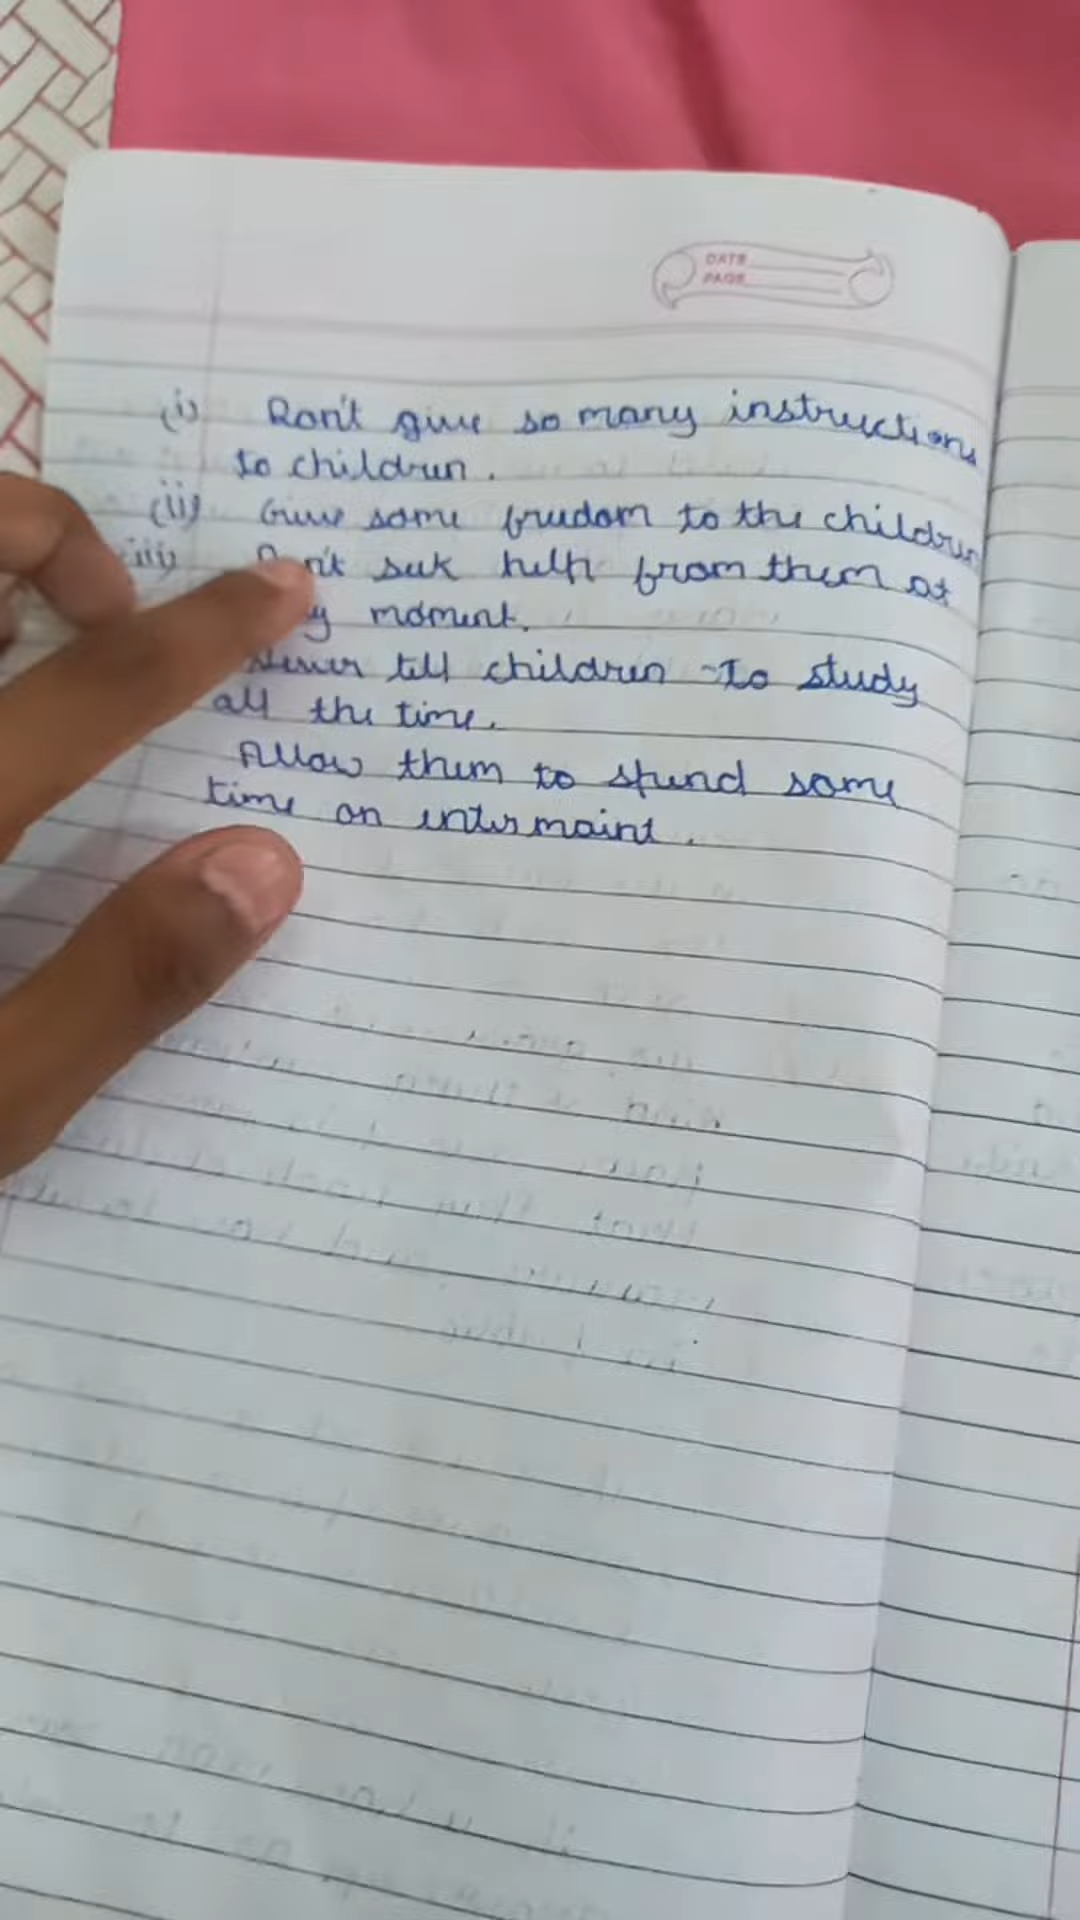 DATE
PAGE
(i) Don't give so many instructions
to children.
(ii) Give some freedom to the children
(iii) Don't seek help from them at
moment.
Never tell children to study
all the time.
Allow them to spend some
time on entermaint.